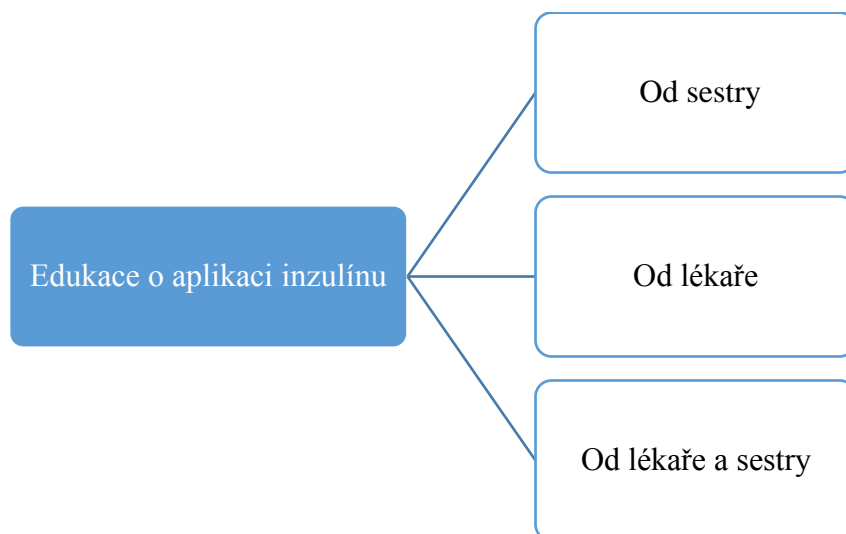 Od sestry
Edukace o aplikaci inzulínu
Od lékaře
Od lékaře a sestry